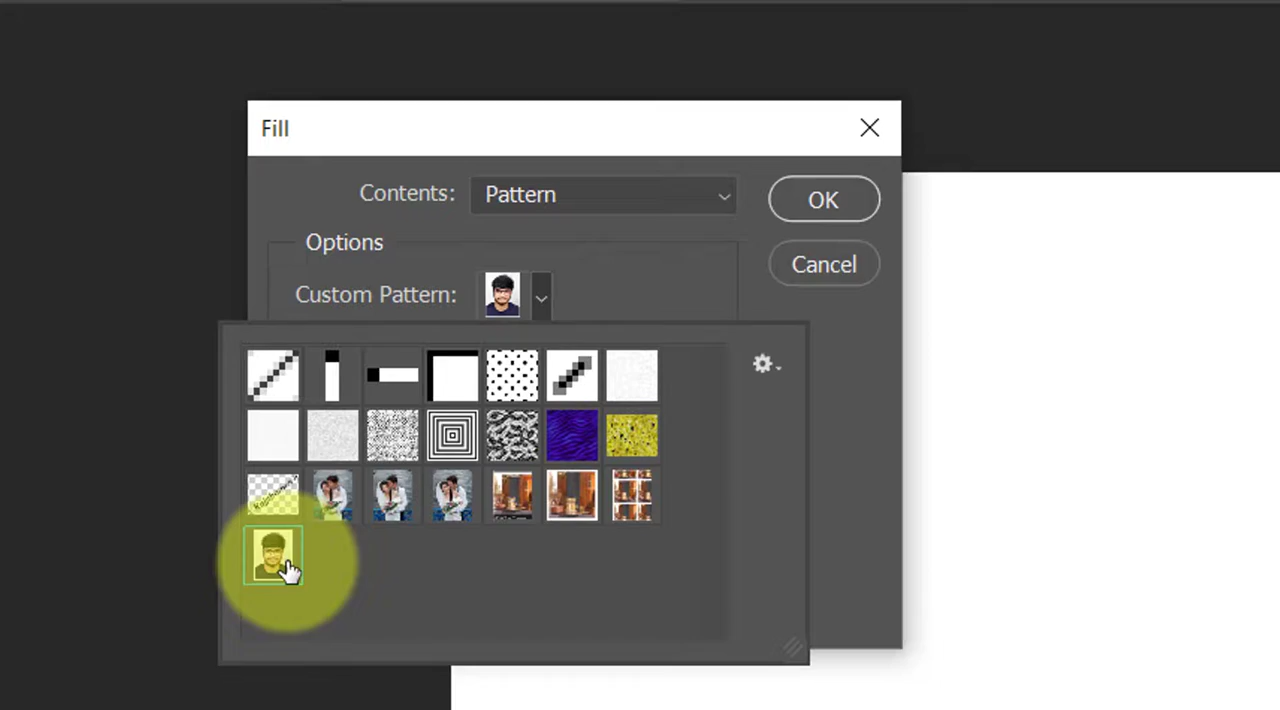 Fill
Contents: Pattern
OK
Options
Cancel
Custom Pattern: